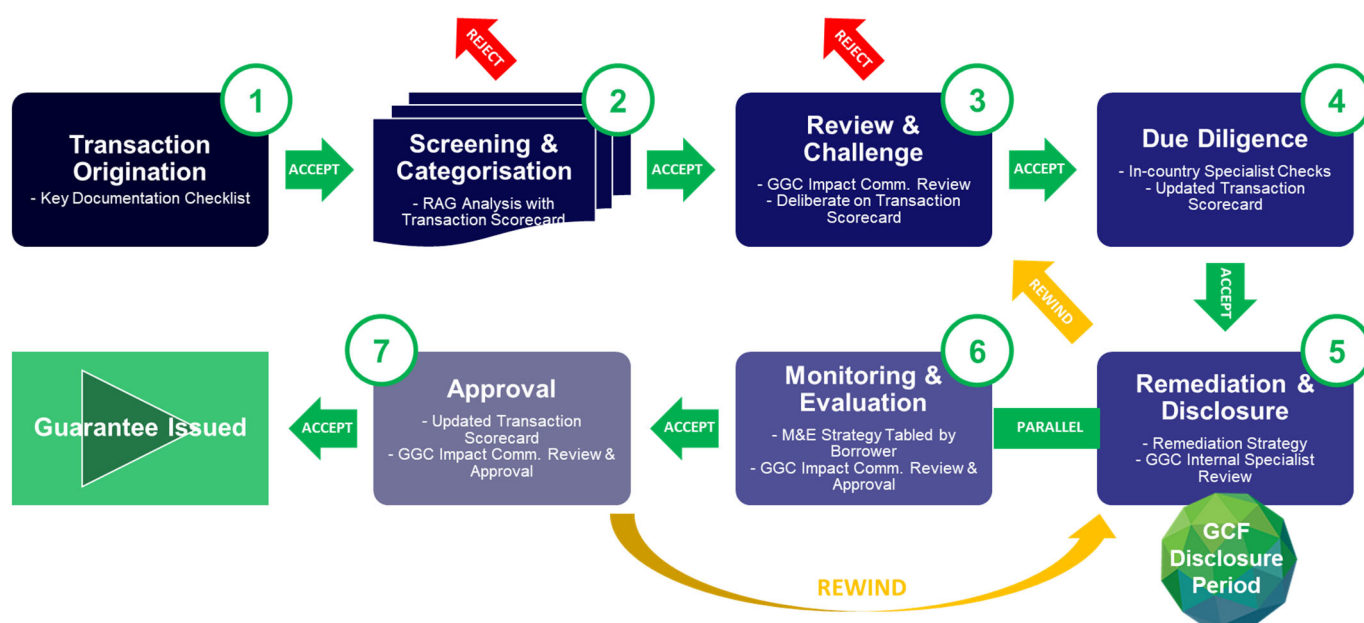 REJECT
REJECT
1
Transaction
Origination
- Key Documentation Checklist
ACCEPT
2
Screening &
Categorisation
- RAG Analysis with
Transaction Scorecard
ACCEPT
3
Review &
Challenge
- GGC Impact Comm. Review
- Deliberate on Transaction
Scorecard
ACCEPT
4
Due Diligence
- In-country Specialist Checks
- Updated Transaction
Scorecard
ACCEPT
REWIND
5
Remediation &
Disclosure
- Remediation Strategy
- GGC Internal Specialist
Review
GCF
Disclosure
Period
PARALLEL
6
Monitoring &
Evaluation
- M&E Strategy Tabled by
Borrower
- GGC Impact Comm. Review &
Approval
ACCEPT
7
Approval
- Updated Transaction
Scorecard
- GGC Impact Comm. Review &
Approval
ACCEPT
Guarantee Issued
REWIND